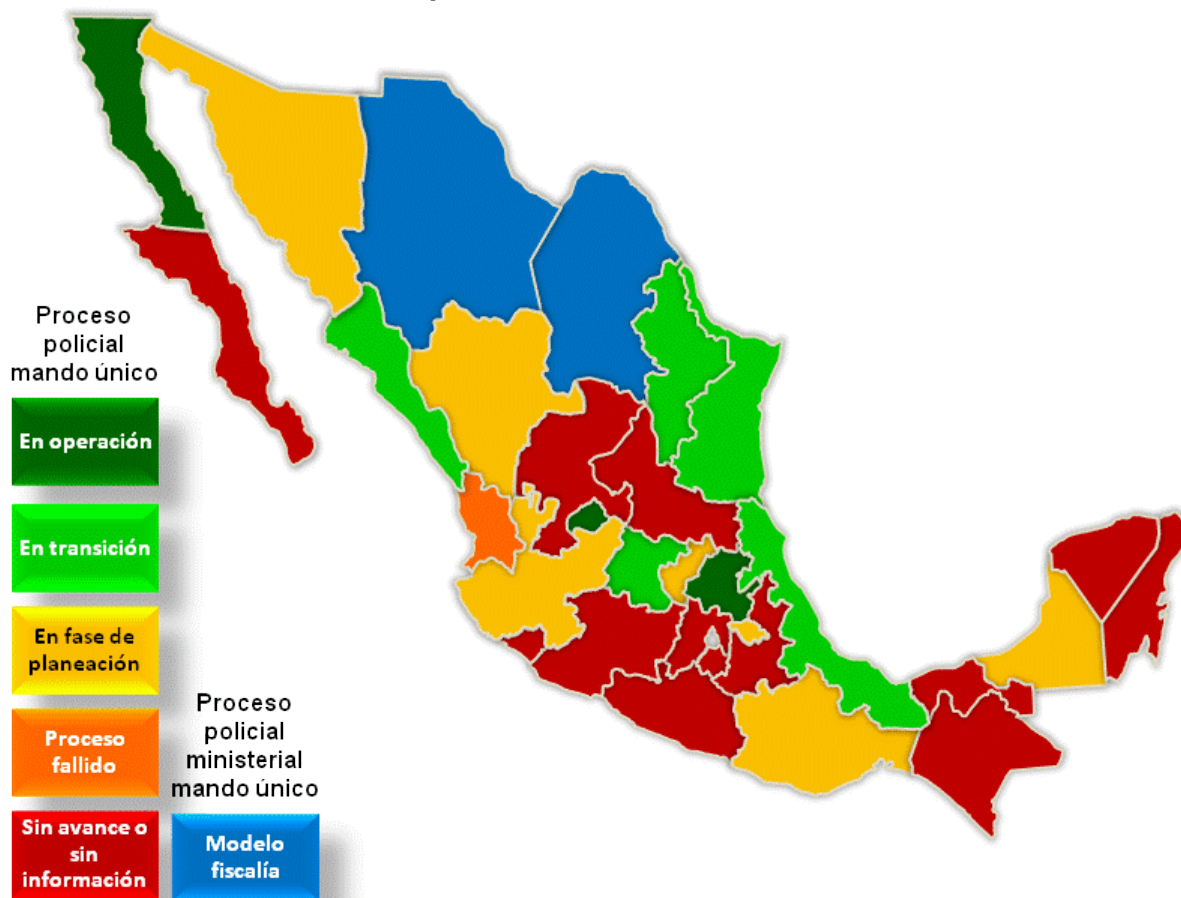 Proceso
policial
mando único
En operación
En transición
En fase de
planeación
Proceso
fallido
Sin avance o
sin
información
Proceso
policial
ministerial
mando único
Modelo
fiscalía